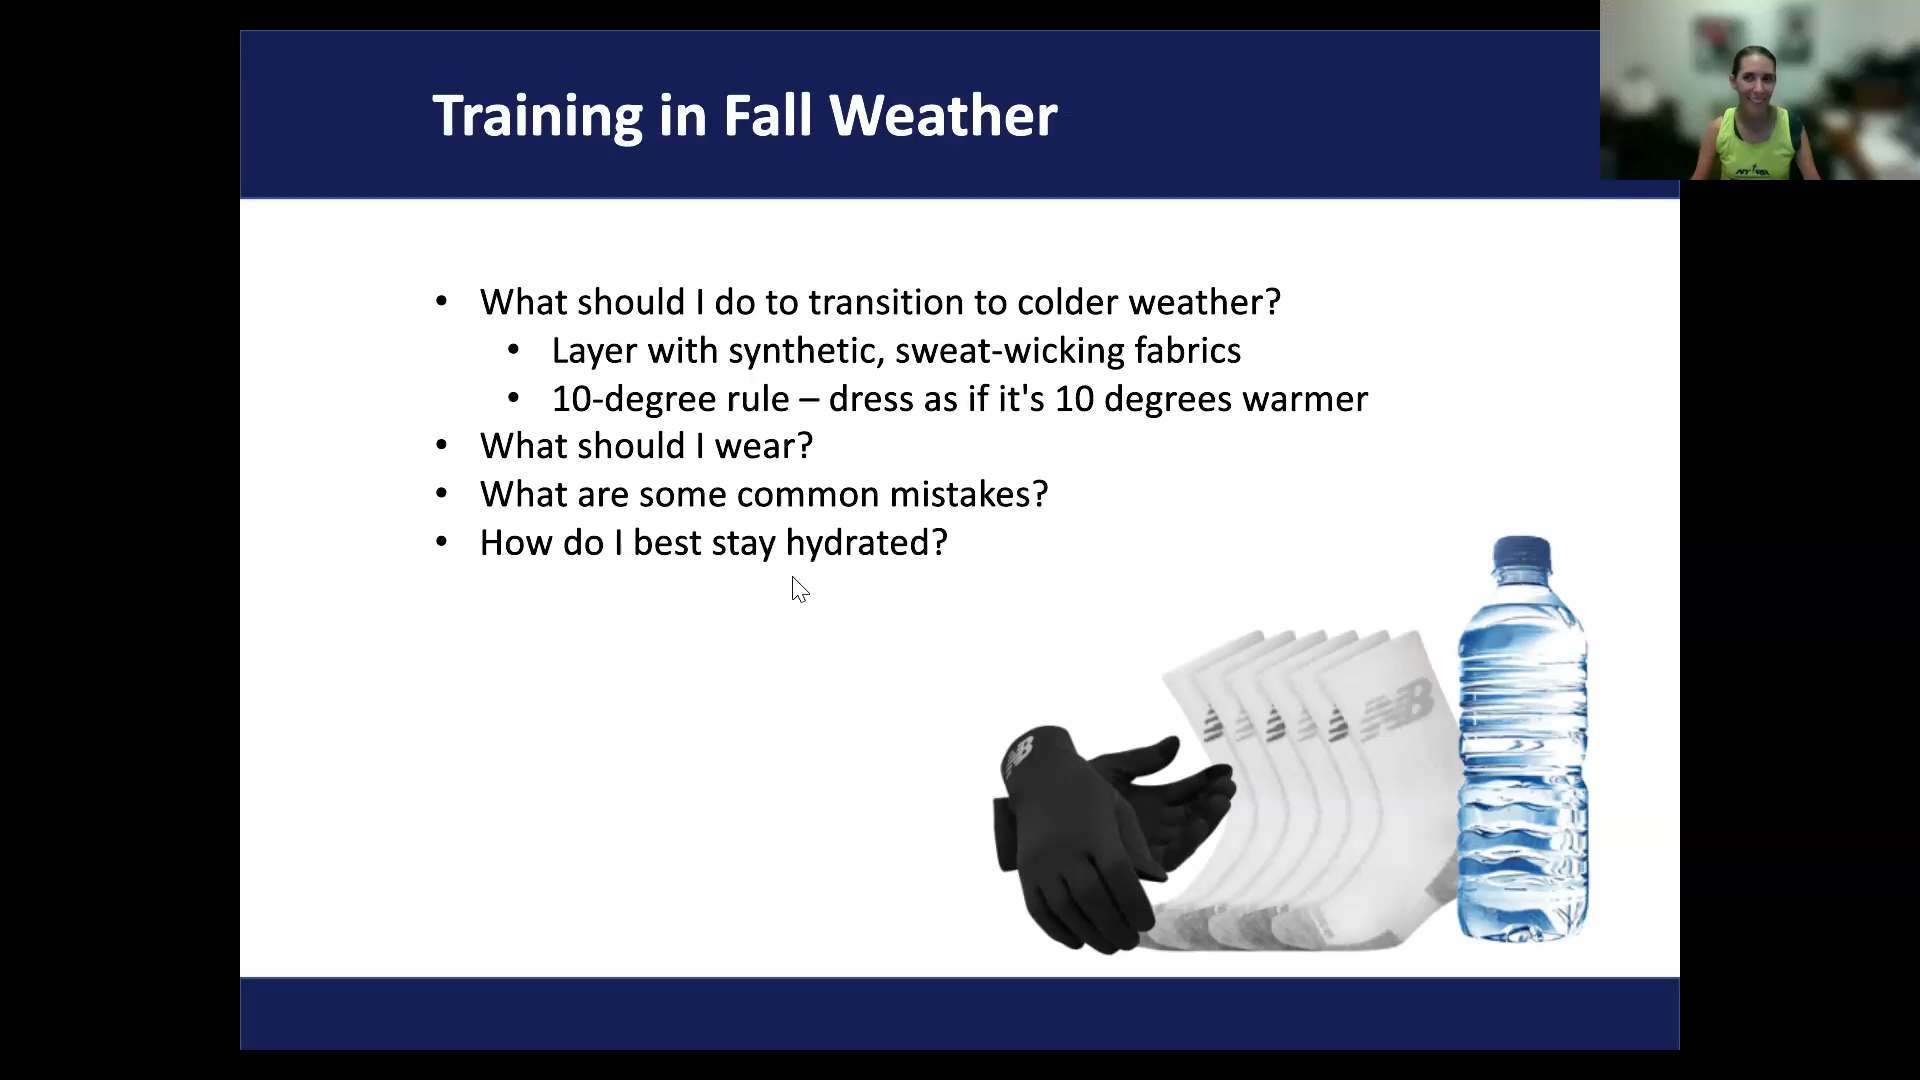 Training in Fall Weather
• What should I do to transition to colder weather?
• Layer with synthetic, sweat-wicking fabrics
• 10-degree rule – dress as if it's 10 degrees warmer
• What should I wear?
• What are some common mistakes?
• How do I best stay hydrated?
NB
NB